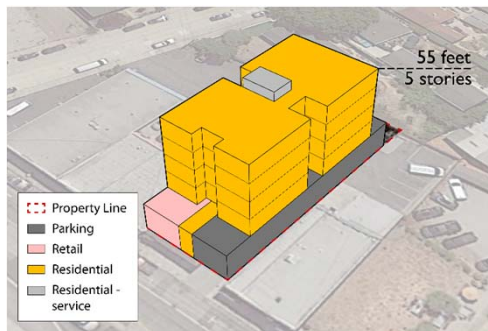 55 feet
5 stories
Property Line
Parking
Retail
Residential
Residential -
service